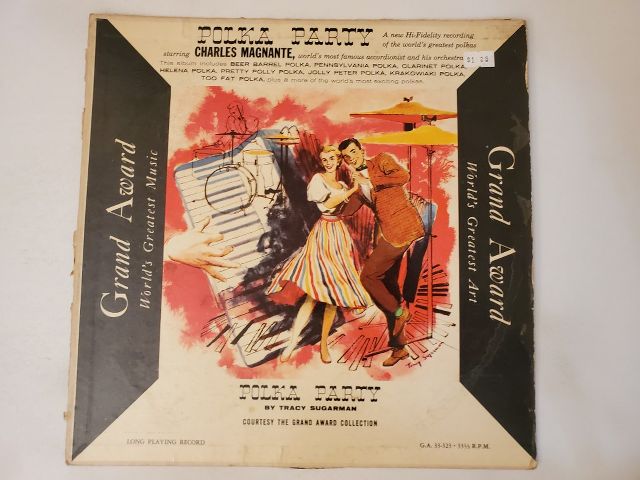 POLKA PARTY
A new Hi-Fidelity recording
of the world's greatest polkas
starring CHARLES MAGNANTE, world's most famous accordionist and his orchestra
This album includes BEER BARREL POLKA, PENNSYLVANIA POLKA, CLARINET POLKA,
HELENA POLKA, PRETTY POLLY POLKA, JOLLY PETER POLKA, KRAKOWIAKI POLKA,
TOO FAT POLKA, plus 8 more of the world's most exciting polkas.
Grand Award
World's Greatest Music
Grand Award
World's Greatest Art
POLKA PARTY
BY TRACY SUGARMAN
COURTESY THE GRAND AWARD COLLECTION
LONG PLAYING RECORD
G.A. 33-323 · 33⅓ R.P.M.